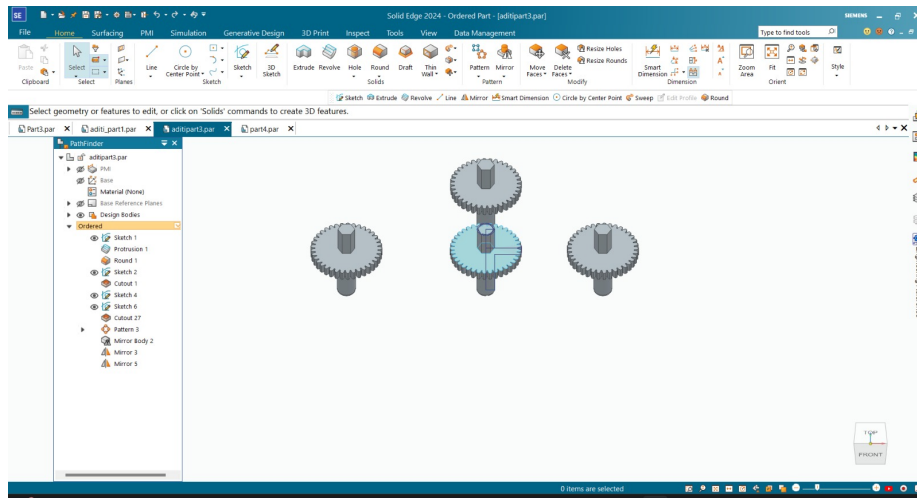 SE
Solid Edge 2024 - Ordered Part - [aditipart3.par]
SIEMENS
File Home Surfacing PMI Simulation Generative Design 3D Print Inspect Tools View Data Management
Type to find tools
Paste Select Line Circle by Center Point Sketch 3D Sketch Extrude Revolve Hole Round Draft Thin Wall Pattern Mirror Move Faces Delete Faces Resize Holes Resize Rounds Smart Dimension Zoom Area Fit Style
Clipboard Select Planes Sketch Solids Pattern Modify Dimension Orient
Sketch Extrude Revolve Line Mirror Smart Dimension Circle by Center Point Sweep Edit Profile Round
Select geometry or features to edit, or click on 'Solids' commands to create 3D features.
Part3.par aditi_part1.par aditipart3.par part4.par
PathFinder
aditipart3.par
PMI
Base
Material (None)
Base Reference Planes
Design Bodies
Ordered
Sketch 1
Protrusion 1
Round 1
Sketch 2
Cutout 1
Sketch 4
Sketch 6
Cutout 27
Pattern 3
Mirror Body 2
Mirror 3
Mirror 5
TOP
FRONT
0 items are selected